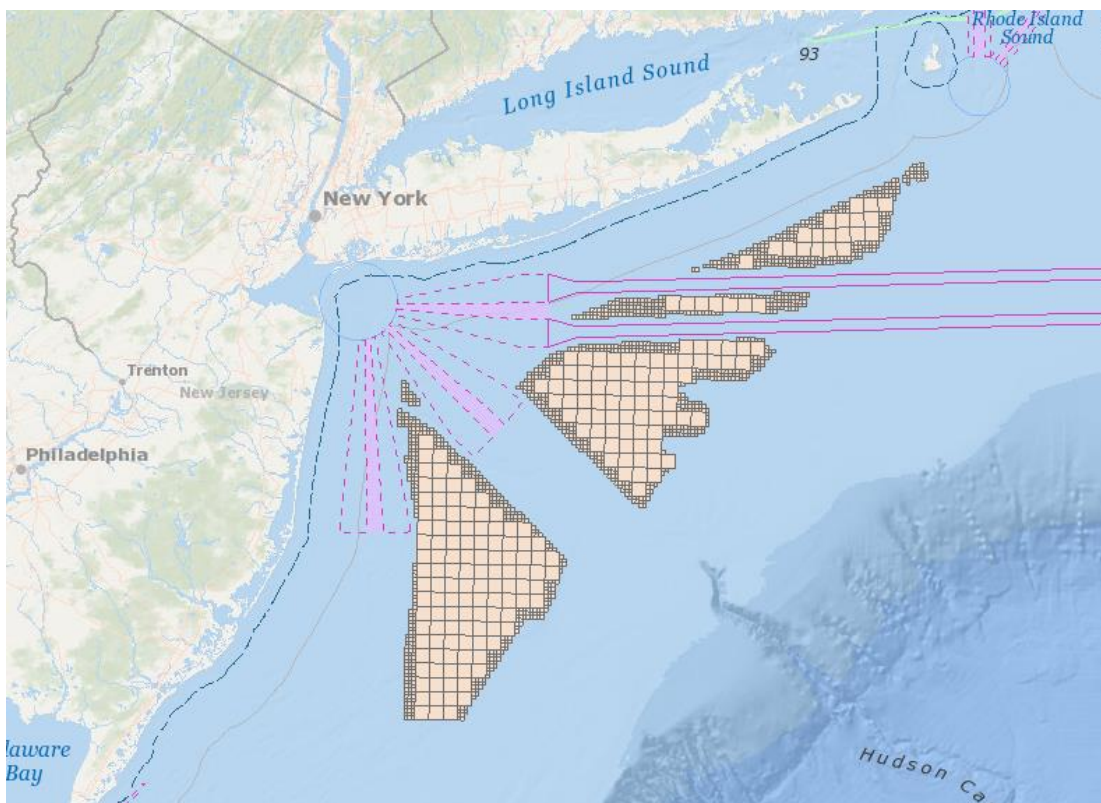 Rhode Island
Sound
93
Long Island Sound
New York
Trenton
New Jersey
Philadelphia
laware
Bay
Hudson Ca